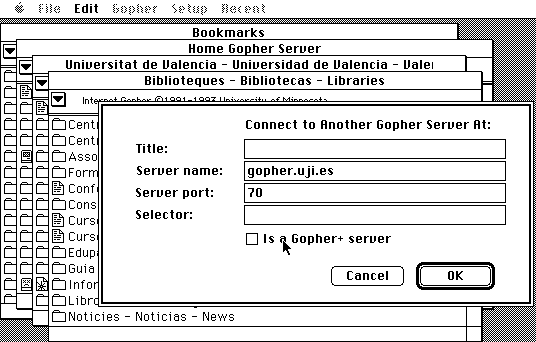 File Edit Gopher Setup Recent
Bookmarks
Home Gopher Server
Universitat de Valencia - Universidad de Valencia - Valer
Biblioteques - Bibliotecas - Libraries
Internet Gopher ©1991-1993 University of Minnesota
Connect to Another Gopher Server At:
Title:
Server name: gopher.uji.es
Server port: 70
Selector:
Is a Gopher+ server
Cancel OK
Centr
Centr
Asso
Form
Confe
Cons
Curso
Curso
Edupa
Guia
Infor
Libro
Noticies - Noticias - News